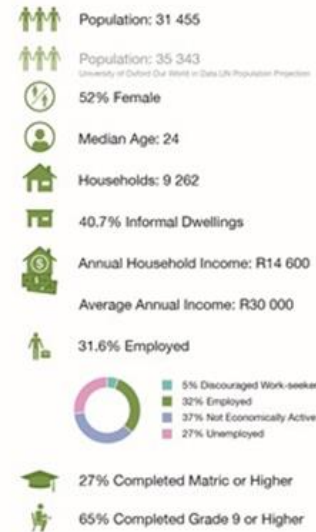 Population: 31 455
Population: 35 343
University of Oxford Our World in Data UN Population Projection
52% Female
Median Age: 24
Households: 9 262
40.7% Informal Dwellings
Annual Household Income: R14 600
Average Annual Income: R30 000
31.6% Employed
5% Discouraged Work-seeker
32% Employed
37% Not Economically Active
27% Unemployed
27% Completed Matric or Higher
65% Completed Grade 9 or Higher